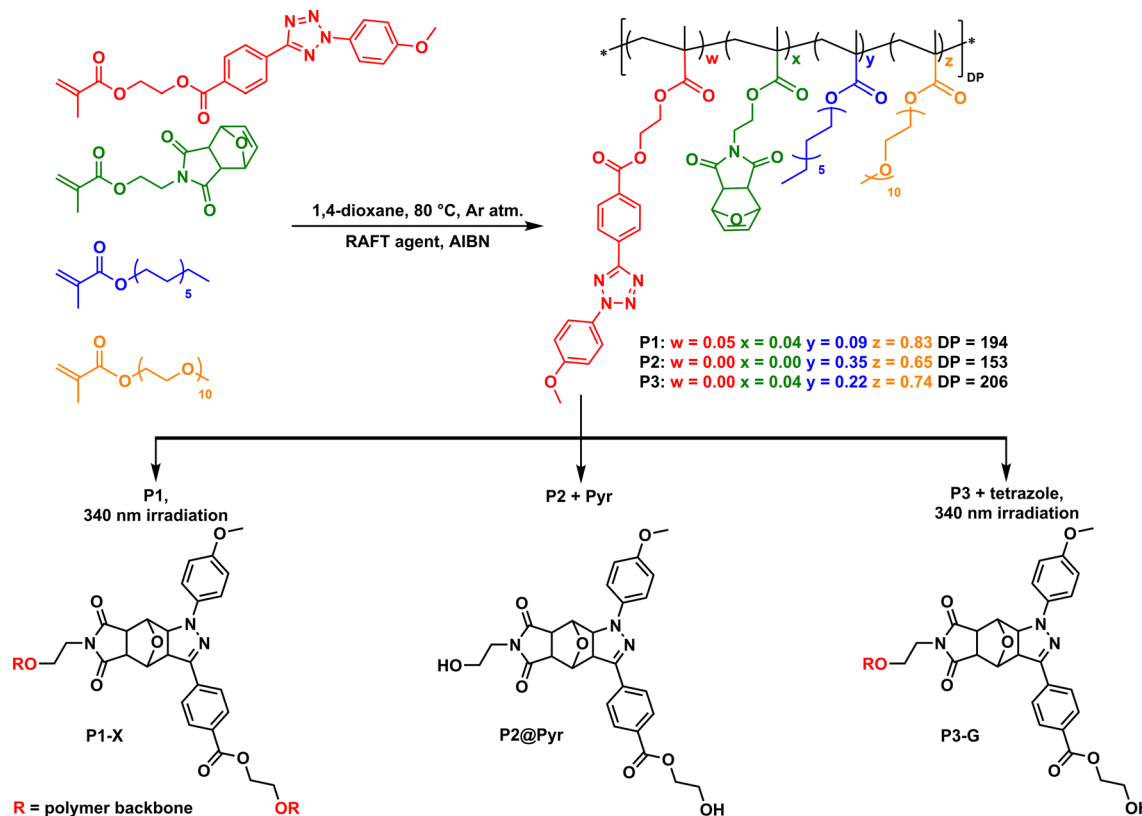 1,4-dioxane, 80 °C, Ar atm.
RAFT agent, AIBN
O
O
O
O
N
N
N
N
O
O
O
O
N
O
O
O
O
5
O
O
O
10
*
w
x
y
z
*
DP
O
O
O
O
O
O
O
O
5
O
10
O
O
O
N
O
O
N
N
N
N
O
P1: w = 0.05 x = 0.04 y = 0.09 z = 0.83 DP = 194
P2: w = 0.00 x = 0.00 y = 0.35 z = 0.65 DP = 153
P3: w = 0.00 x = 0.04 y = 0.22 z = 0.74 DP = 206
P1,
340 nm irradiation
O
O
N
N
N
O
O
RO
O
O
OR
P1-X
R = polymer backbone
P2 + Pyr
O
O
N
N
N
O
O
HO
O
O
OH
P2@Pyr
P3 + tetrazole,
340 nm irradiation
O
O
N
N
N
O
O
RO
O
O
OH
P3-G